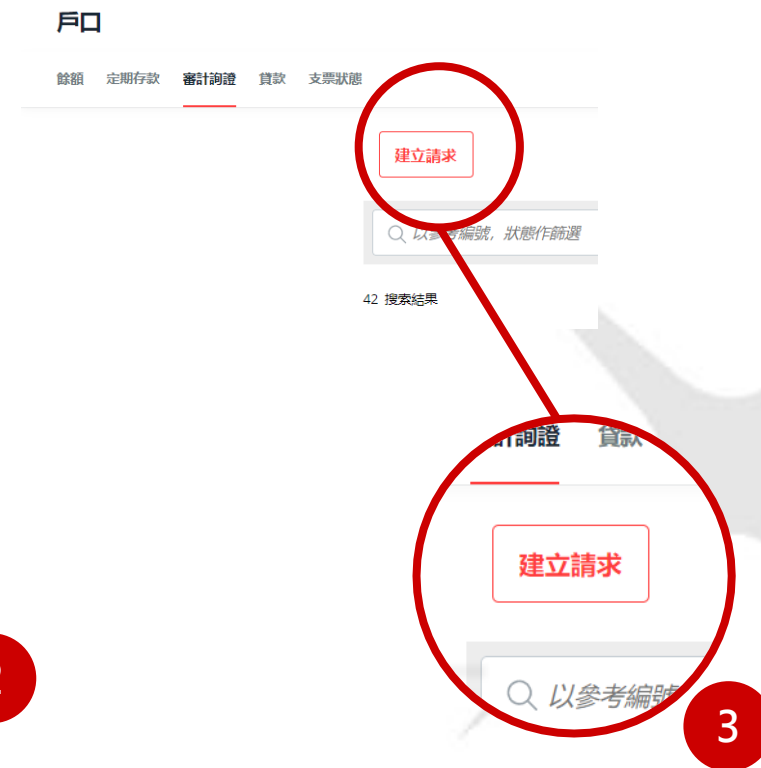 戶口
餘額 定期存款 審計詢證 貸款 支票狀態
建立請求
以參考編號，狀態作篩選
42 搜索結果
計詢證 貸款
建立請求
以參考編號
3